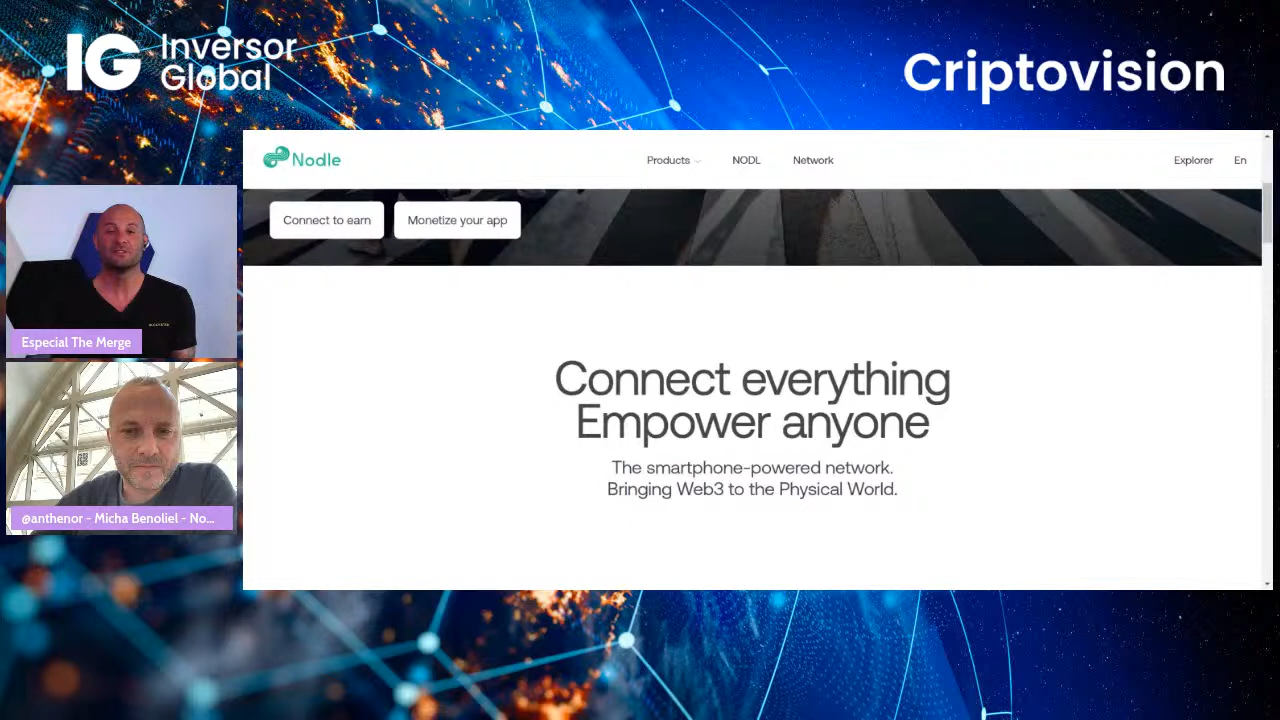 IG Inversor
Global
Criptovision
Nodle
Products
NODL
Network
Explorer
En
Connect to earn
Monetize your app
Especial The Merge
@anthenor - Micha Benoliel - No...
Connect everything
Empower anyone
The smartphone-powered network.
Bringing Web3 to the Physical World.